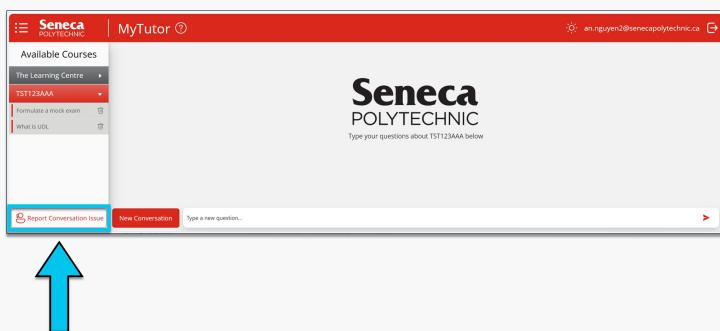 Seneca
POLYTECHNIC
MyTutor
an.nguyen2@senecapolytechnic.ca
Available Courses
The Learning Centre
TST123AAA
Formulate a mock exam
What is UDL
Seneca
POLYTECHNIC
Type your questions about TST123AAA below
Report Conversation Issue
New Conversation
Type a new question...